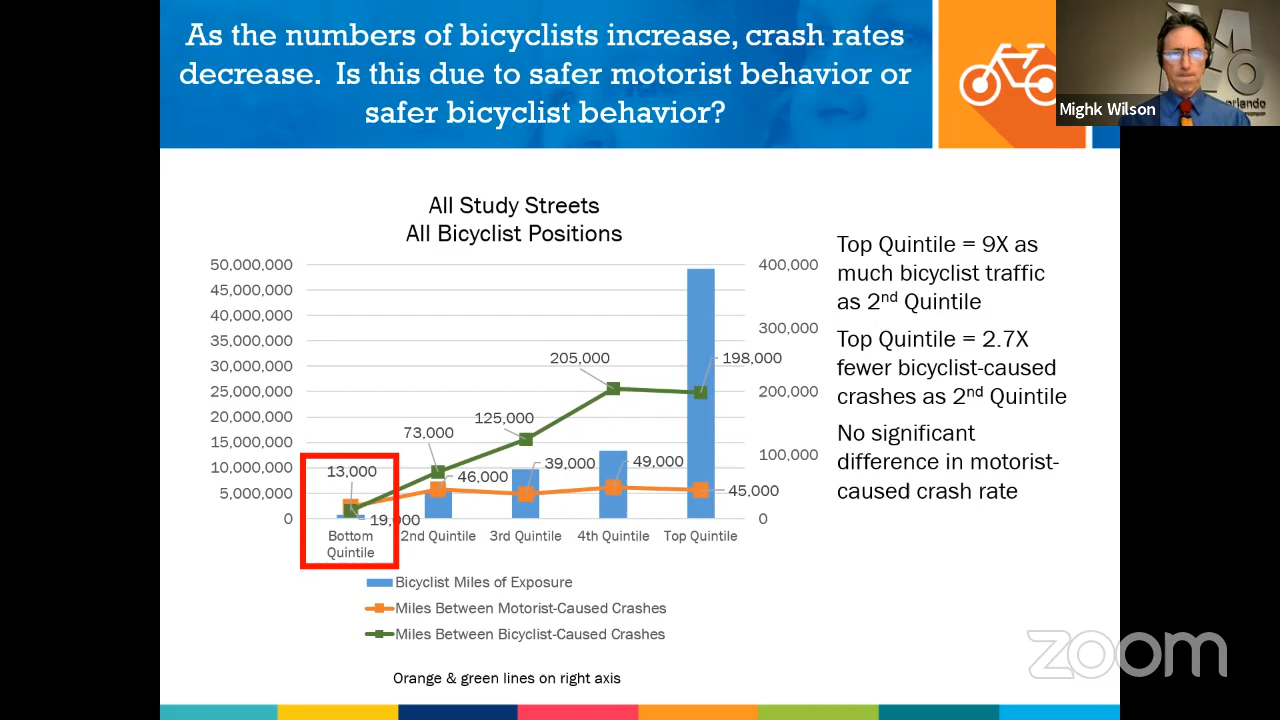 As the numbers of bicyclists increase, crash rates
decrease. Is this due to safer motorist behavior or
safer bicyclist behavior?
Mighk Wilson
orlando
All Study Streets
All Bicyclist Positions
50,000,000
45,000,000
40,000,000
35,000,000
30,000,000
25,000,000
20,000,000
15,000,000
10,000,000
5,000,000
0
400,000
300,000
200,000
100,000
0
13,000
73,000
125,000
205,000
198,000
19,000
46,000
39,000
49,000
45,000
Bottom
Quintile
2nd Quintile
3rd Quintile
4th Quintile
Top Quintile
Bicyclist Miles of Exposure
Miles Between Motorist-Caused Crashes
Miles Between Bicyclist-Caused Crashes
Orange & green lines on right axis
Top Quintile = 9X as
much bicyclist traffic
as 2nd Quintile
Top Quintile = 2.7X
fewer bicyclist-caused
crashes as 2nd Quintile
No significant
difference in motorist-
caused crash rate
zoom